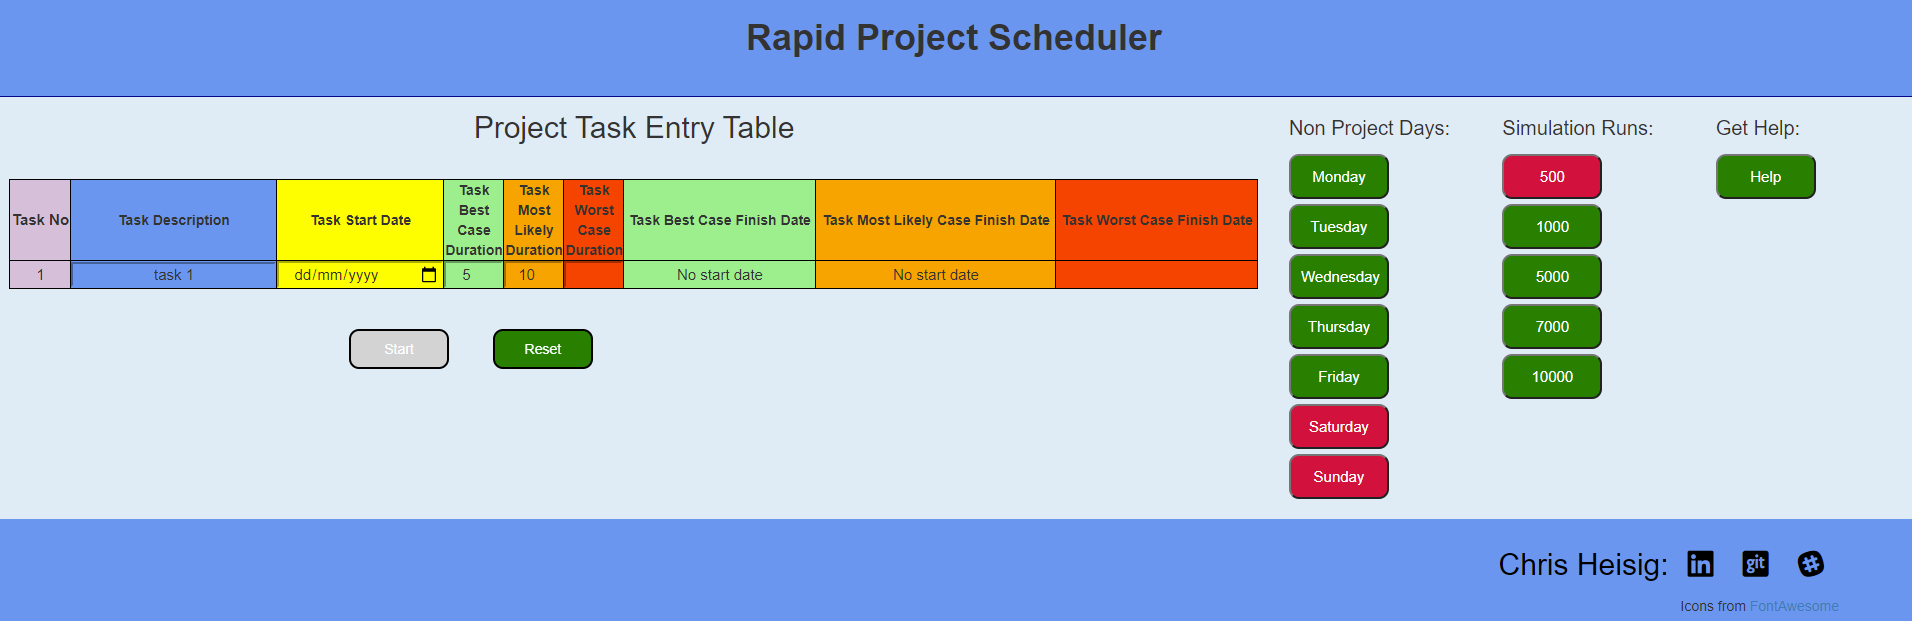 Rapid Project Scheduler
Project Task Entry Table
Task No
Task Description
Task Start Date
Task
Best
Case
Duration
Task
Most
Likely
Duration
Task
Worst
Case
Duration
Task Best Case Finish Date
Task Most Likely Case Finish Date
Task Worst Case Finish Date
1
task 1
dd/mm/yyyy
5
10
No start date
No start date
Start
Reset
Non Project Days:
Monday
Tuesday
Wednesday
Thursday
Friday
Saturday
Sunday
Simulation Runs:
500
1000
5000
7000
10000
Get Help:
Help
Chris Heisig:
in
git
Icons from FontAwesome